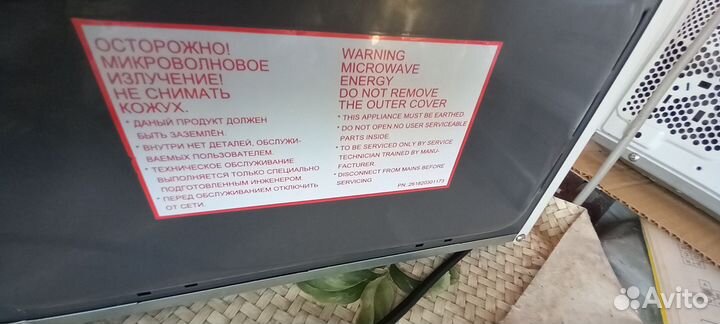 ОСТОРОЖНО!
МИКРОВОЛНОВОЕ
ИЗЛУЧЕНИЕ!
НЕ СНИМАТЬ
КОЖУХ.
* ДАНЫЙ ПРОДУКТ ДОЛЖЕН
БЫТЬ ЗАЗЕМЛЁН.
* ВНУТРИ НЕТ ДЕТАЛЕЙ, ОБСЛУЖИ-
ВАЕМЫХ ПОЛЬЗОВАТЕЛЕМ.
* ТЕХНИЧЕСКОЕ ОБСЛУЖИВАНИЕ
ВЫПОЛНЯЕТСЯ ТОЛЬКО СПЕЦИАЛЬНО
ПОДГОТОВЛЕННЫМ ИНЖЕНЕРОМ.
* ПЕРЕД ОБСЛУЖИВАНИЕМ ОТКЛЮЧИТЬ
ОТ СЕТИ.
WARNING
MICROWAVE
ENERGY
DO NOT REMOVE
THE OUTER COVER
* THIS APPLIANCE MUST BE EARTHED.
* DO NOT OPEN.NO USER SERVICEABLE
PARTS INSIDE.
* TO BE SERVICED ONLY BY SERVICE
TECHNICIAN TRAINED BY MANU-
FACTURER.
* DISCONNECT FROM MAINS BEFORE
SERVICING.
PN: 261820301173
Avito